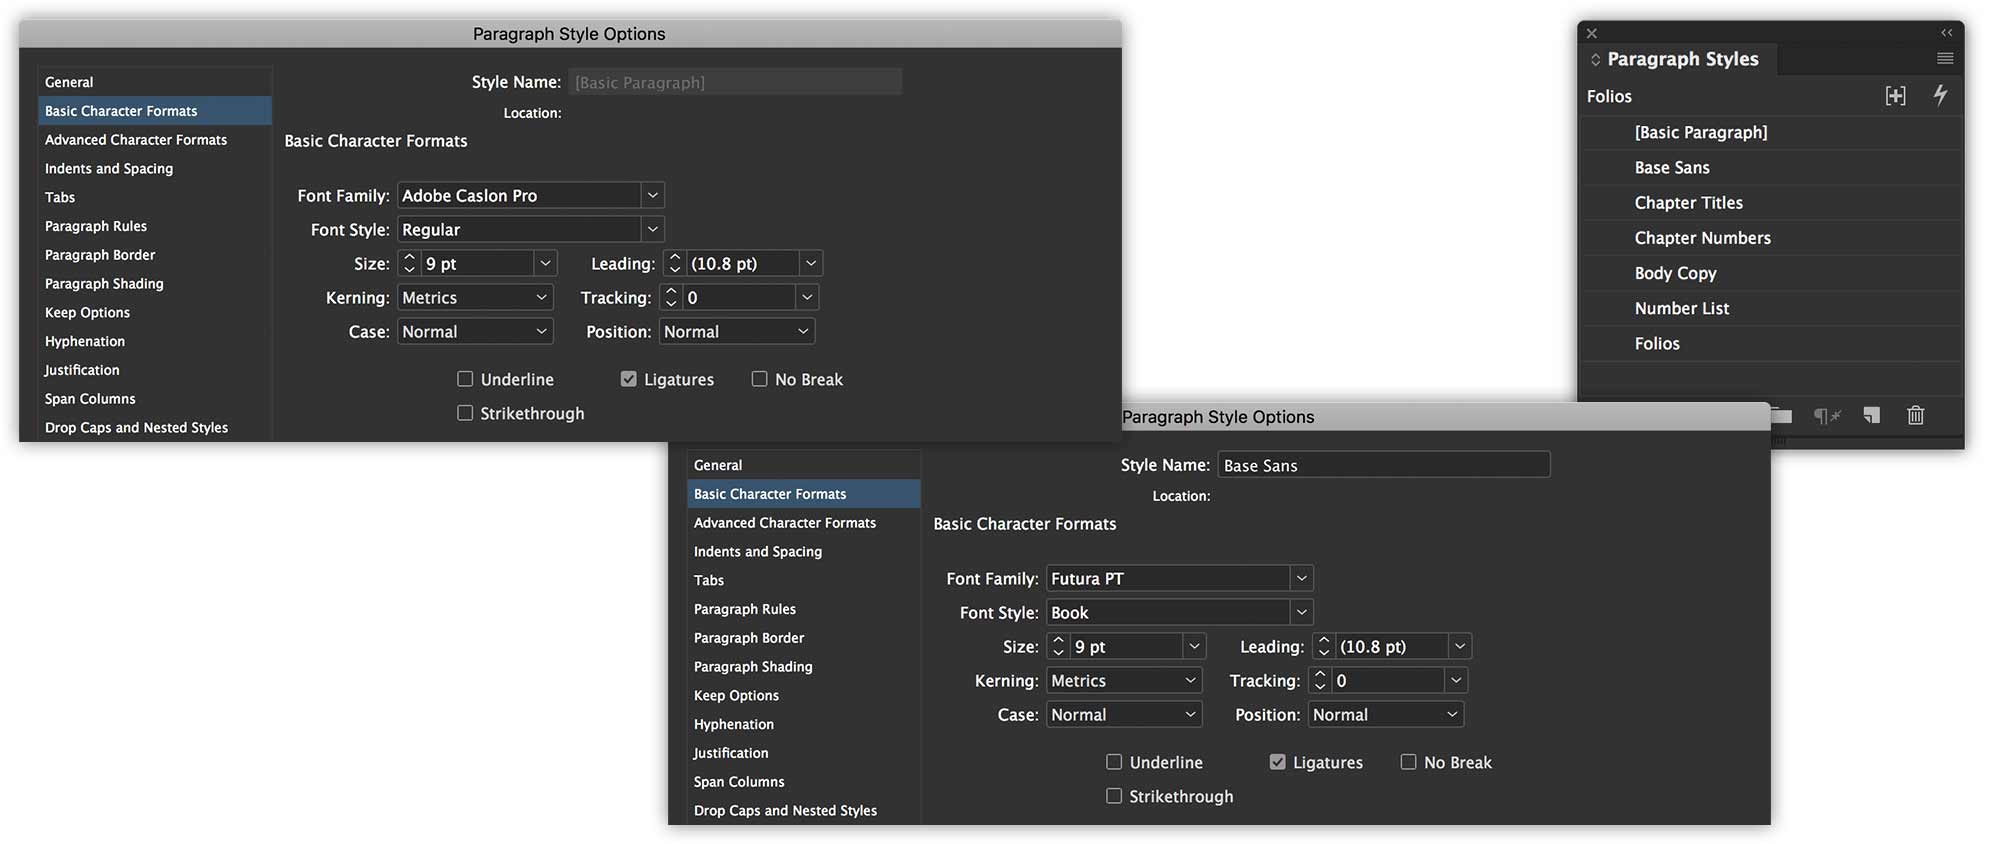 Paragraph Style Options
General
Basic Character Formats
Advanced Character Formats
Indents and Spacing
Tabs
Paragraph Rules
Paragraph Border
Paragraph Shading
Keep Options
Hyphenation
Justification
Span Columns
Drop Caps and Nested Styles
Style Name: [Basic Paragraph]
Location:
Basic Character Formats
Font Family: Adobe Caslon Pro
Font Style: Regular
Size: 9 pt Leading: (10.8 pt)
Kerning: Metrics Tracking: 0
Case: Normal Position: Normal
Underline Ligatures No Break
Strikethrough
Paragraph Styles
Folios
[Basic Paragraph]
Base Sans
Chapter Titles
Chapter Numbers
Body Copy
Number List
Folios
Paragraph Style Options
General
Basic Character Formats
Advanced Character Formats
Indents and Spacing
Tabs
Paragraph Rules
Paragraph Border
Paragraph Shading
Keep Options
Hyphenation
Justification
Span Columns
Drop Caps and Nested Styles
Style Name: Base Sans
Location:
Basic Character Formats
Font Family: Futura PT
Font Style: Book
Size: 9 pt Leading: (10.8 pt)
Kerning: Metrics Tracking: 0
Case: Normal Position: Normal
Underline Ligatures No Break
Strikethrough